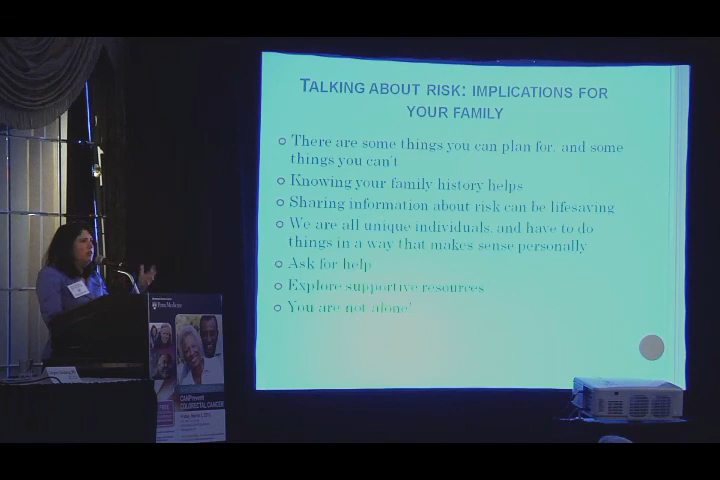 TALKING ABOUT RISK: IMPLICATIONS FOR
YOUR FAMILY
There are some things you can plan for, and some
things you can't
Knowing your family history helps
Sharing information about risk can be lifesaving
We are all unique individuals, and have to do
things in a way that makes sense personally
Ask for help
Explore supportive resources
You are not alone!
Penn Medicine
CANPrevent
COLORECTAL CANCER
FREE